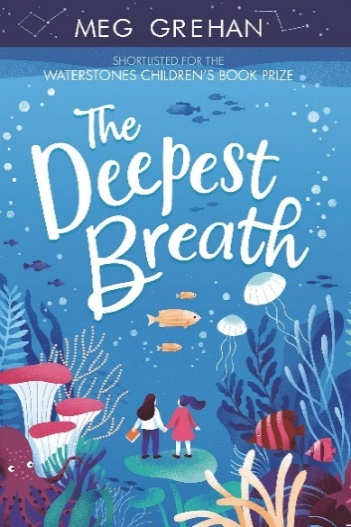 MEG GREHAN
SHORTLISTED FOR THE
WATERSTONES CHILDREN'S BOOK PRIZE
The
Deepest
Breath